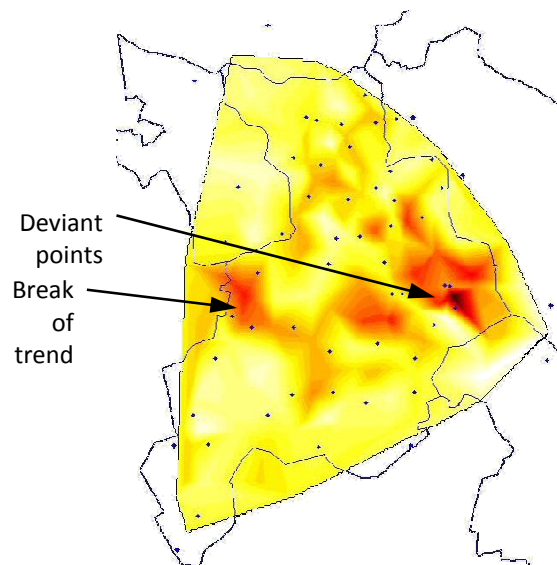 Deviant
points
Break
of
trend